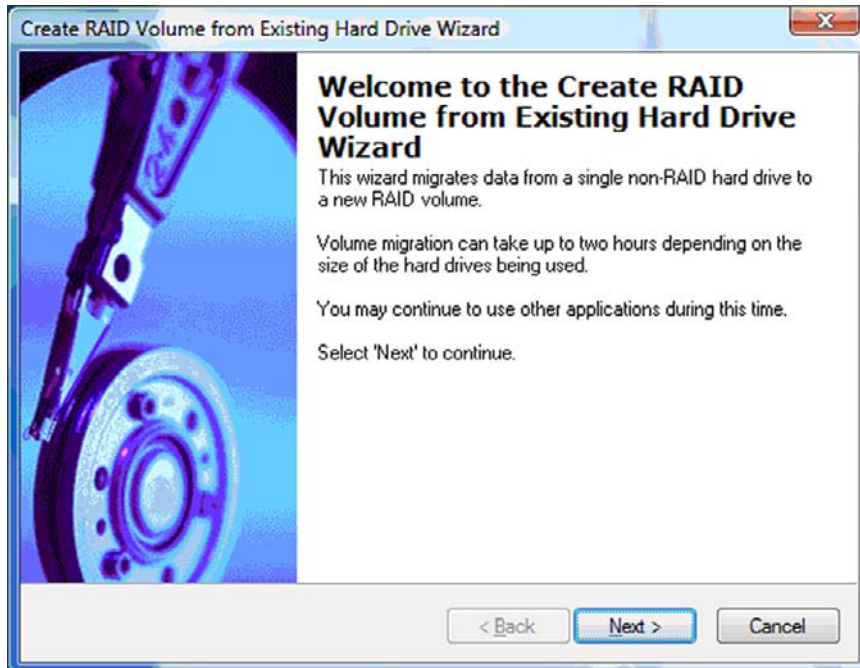 Create RAID Volume from Existing Hard Drive Wizard
Welcome to the Create RAID
Volume from Existing Hard Drive
Wizard
This wizard migrates data from a single non-RAID hard drive to
a new RAID volume.
Volume migration can take up to two hours depending on the
size of the hard drives being used.
You may continue to use other applications during this time.
Select 'Next' to continue.
< Back
Next >
Cancel